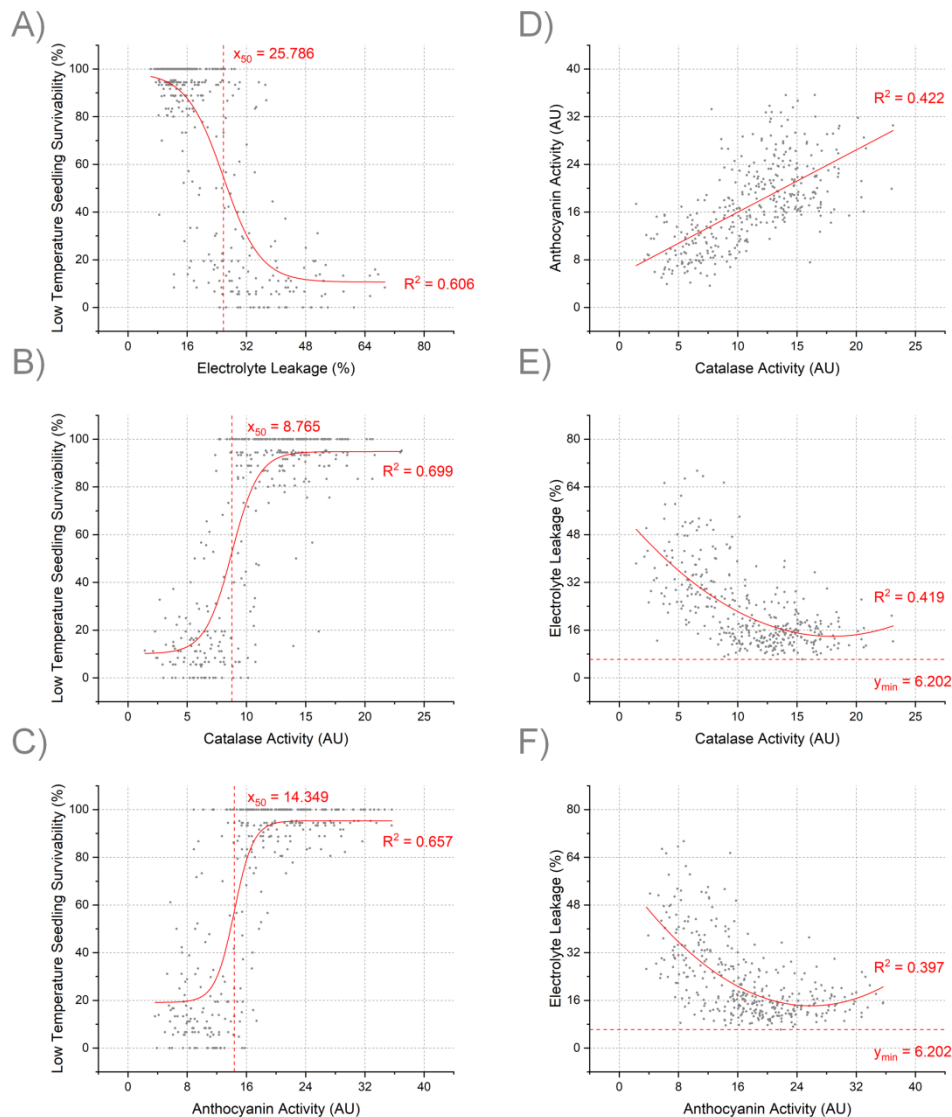 A)
Low Temperature Seedling Survivability (%)
100
80
60
40
20
0
x50 = 25.786
R² = 0.606
0 16 32 48 64 80
Electrolyte Leakage (%)
D)
Anthocyanin Activity (AU)
40
32
24
16
8
0
R² = 0.422
0 5 10 15 20 25
Catalase Activity (AU)
B)
Low Temperature Seedling Survivability (%)
100
80
60
40
20
0
x50 = 8.765
R² = 0.699
0 5 10 15 20 25
Catalase Activity (AU)
E)
Electrolyte Leakage (%)
80
64
48
32
16
0
R² = 0.419
ymin = 6.202
0 5 10 15 20 25
Catalase Activity (AU)
C)
Low Temperature Seedling Survivability (%)
100
80
60
40
20
0
x50 = 14.349
R² = 0.657
0 8 16 24 32 40
Anthocyanin Activity (AU)
F)
Electrolyte Leakage (%)
80
64
48
32
16
0
R² = 0.397
ymin = 6.202
0 8 16 24 32 40
Anthocyanin Activity (AU)